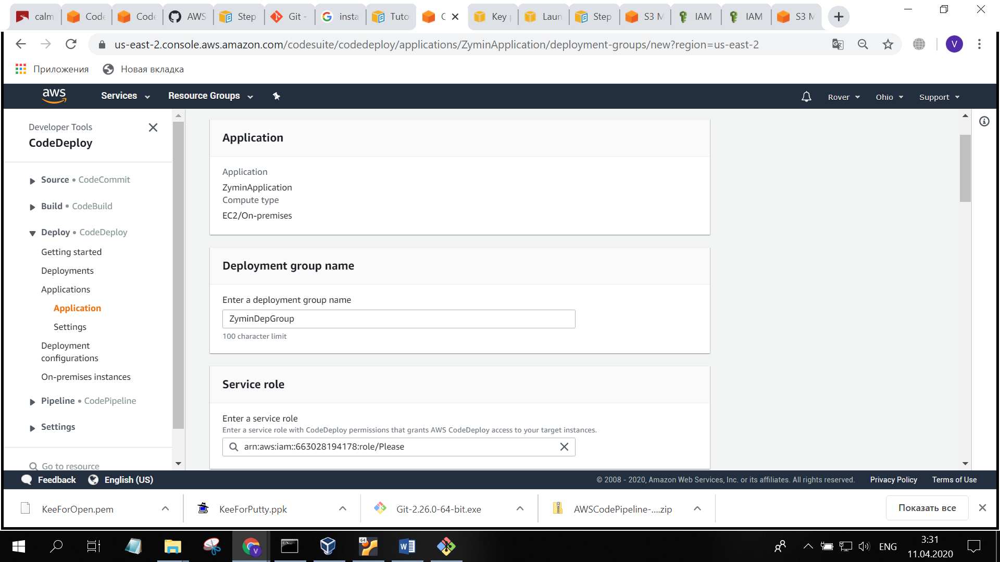 calm
Code
Code
AWS
Step
Git -
insta
Tuto
C
Key
Laun
Step
S3 M
IAM
IAM
S3 M
us-east-2.console.aws.amazon.com/codesuite/codedeploy/applications/ZyminApplication/deployment-groups/new?region=us-east-2
V
Приложения
Новая вкладка
aws
Services
Resource Groups
Rover
Ohio
Support
Developer Tools
CodeDeploy
Source • CodeCommit
Build • CodeBuild
Deploy • CodeDeploy
Getting started
Deployments
Applications
Application
Settings
Deployment
configurations
On-premises instances
Pipeline • CodePipeline
Settings
Go to resource
Application
Application
ZyminApplication
Compute type
EC2/On-premises
Deployment group name
Enter a deployment group name
ZyminDepGroup
100 character limit
Service role
Enter a service role
Enter a service role with CodeDeploy permissions that grants AWS CodeDeploy access to your target instances.
arn:aws:iam::663028194178:role/Please
Feedback
English (US)
© 2008 - 2020, Amazon Web Services, Inc. or its affiliates. All rights reserved.
Privacy Policy
Terms of Use
KeeForOpen.pem
KeeForPutty.ppk
Git-2.26.0-64-bit.exe
AWSCodePipeline-....zip
Показать все
V
64
ENG
3:31
11.04.2020